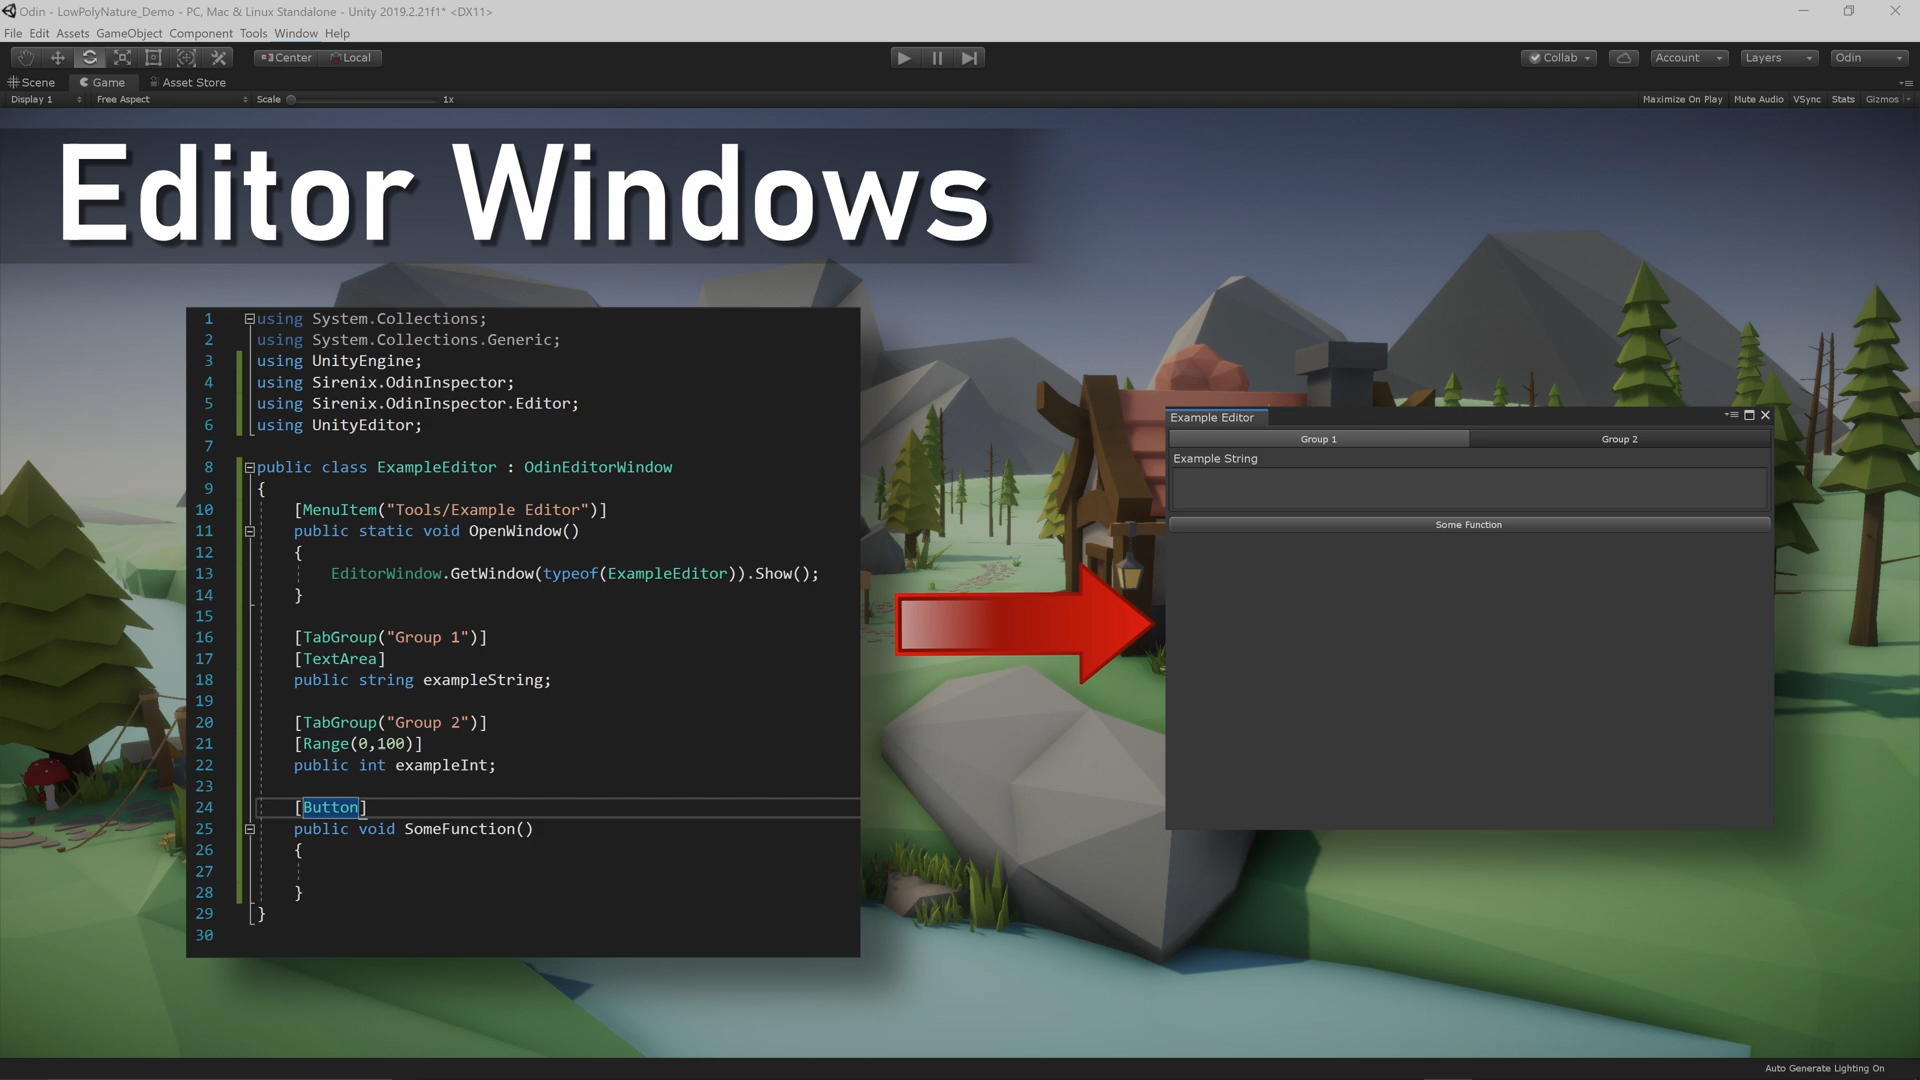 Odin - LowPolyNature_Demo - PC, Mac & Linux Standalone - Unity 2019.2.21f1* <DX11>
File Edit Assets GameObject Component Tools Window Help
Center Local Collab Account Layers Odin
Scene Game Asset Store
Display 1 Free Aspect Scale 1x Maximize On Play Mute Audio VSync Stats Gizmos
Editor Windows
1 using System.Collections;
2 using System.Collections.Generic;
3 using UnityEngine;
4 using Sirenix.OdinInspector;
5 using Sirenix.OdinInspector.Editor;
6 using UnityEditor;
7
8 public class ExampleEditor : OdinEditorWindow
9 {
10 [MenuItem("Tools/Example Editor")]
11 public static void OpenWindow()
12 {
13 EditorWindow.GetWindow(typeof(ExampleEditor)).Show();
14 }
15
16 [TabGroup("Group 1")]
17 [TextArea]
18 public string exampleString;
19
20 [TabGroup("Group 2")]
21 [Range(0,100)]
22 public int exampleInt;
23
24 [Button]
25 public void SomeFunction()
26 {
27
28 }
29 }
30
Example Editor
Group 1 Group 2
Example String
Some Function
Auto Generate Lighting On